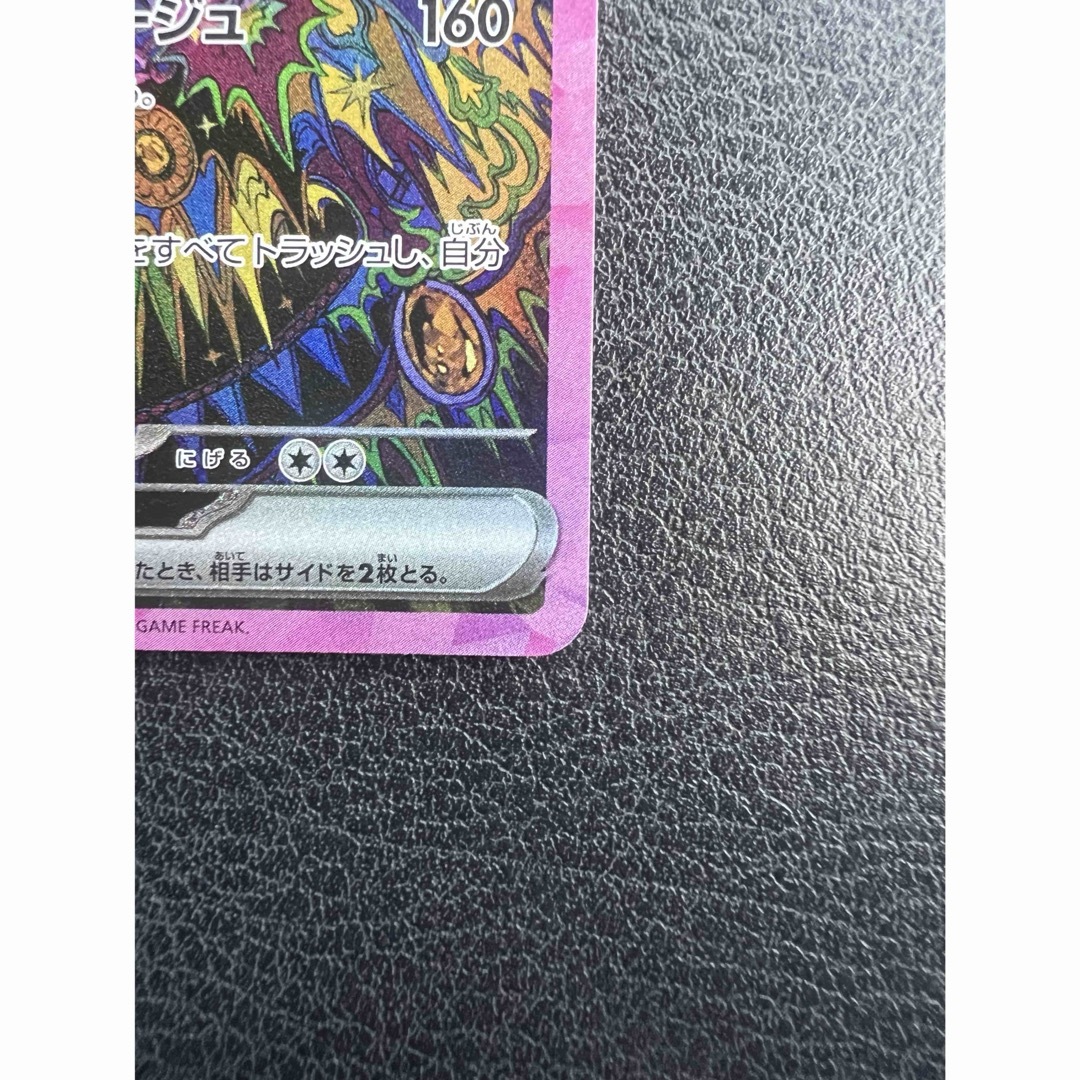 ージュ 160
。
をすべてトラッシュし、自分
じぶん
にげる
たとき、相手はサイドを2枚とる。
あいて まい
GAME FREAK.